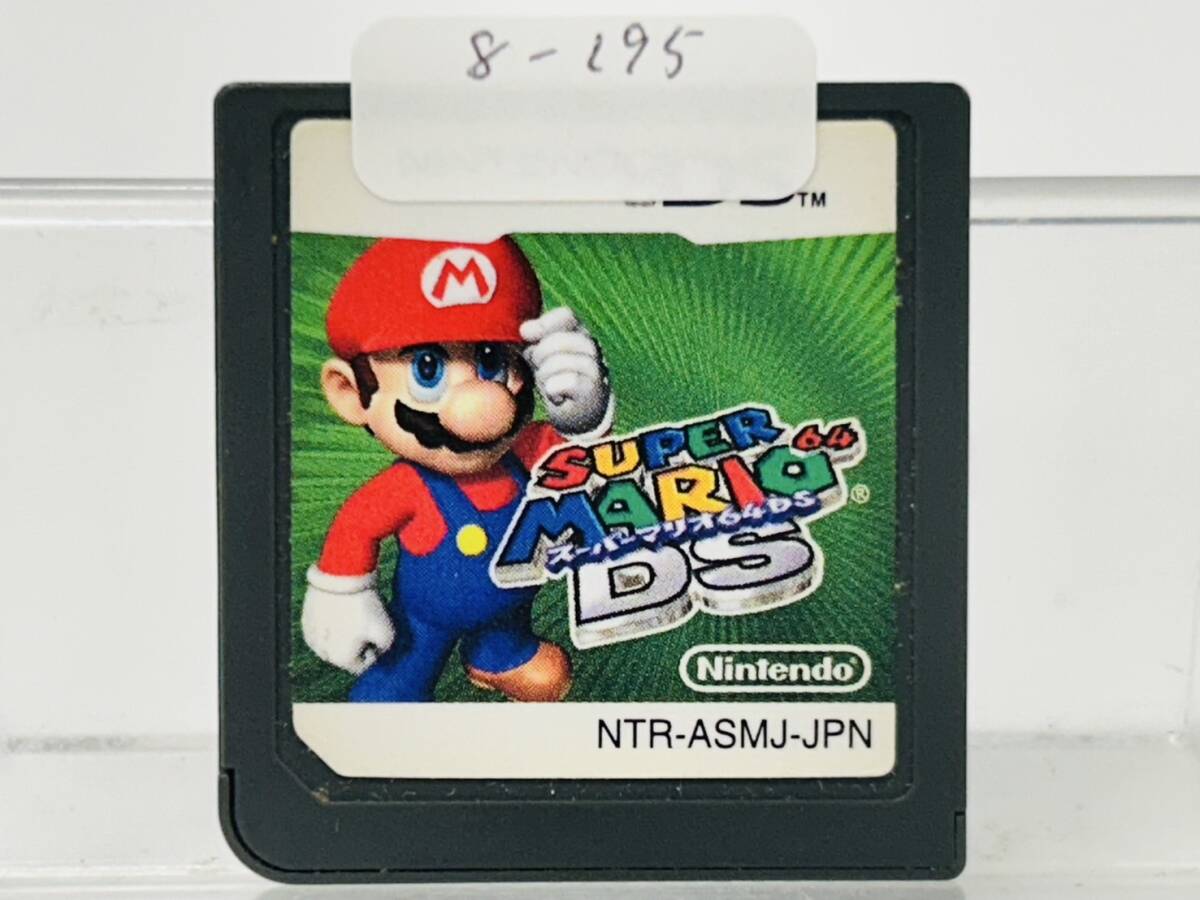 8-195
TM
M
SUPER
MARIO 64
スーパーマリオ64DS
DS
®
Nintendo®
NTR-ASMJ-JPN